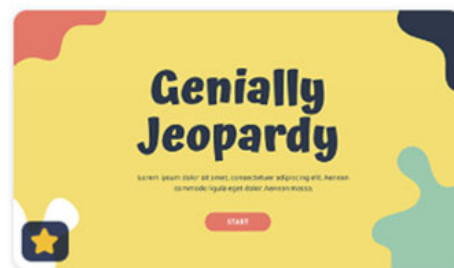 Genially
Jeopardy
Lorem ipsum dolor sit amet, consectetuer adipiscing elit. Aenean
commodo ligula eget dolor. Aenean massa.
START